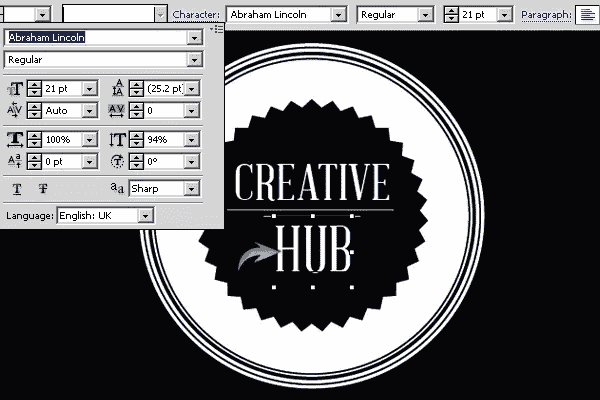 Character: Abraham Lincoln Regular 21 pt Paragraph:
Abraham Lincoln
Regular
21 pt (25.2 pt)
Auto 0
100% 94%
0 pt 0°
T T aa Sharp
Language: English: UK
CREATIVE
HUB